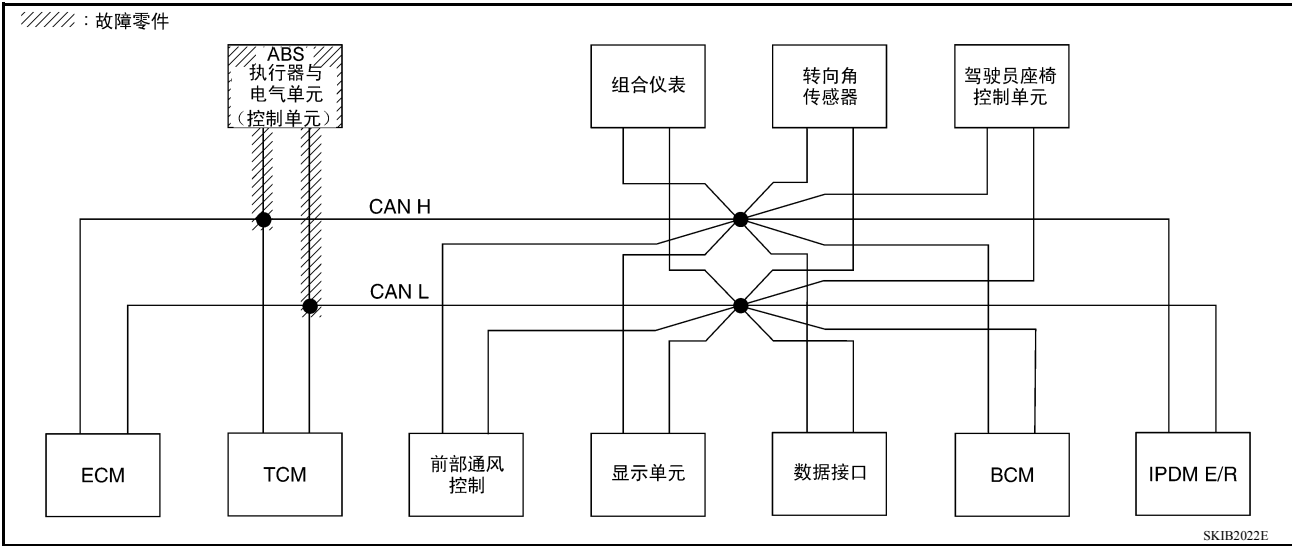 ：故障零件
ABS
执行器与
电气单元
（控制单元）
组合仪表
转向角
传感器
驾驶员座椅
控制单元
CAN H
CAN L
ECM
TCM
前部通风
控制
显示单元
数据接口
BCM
IPDM E/R
SKIB2022E